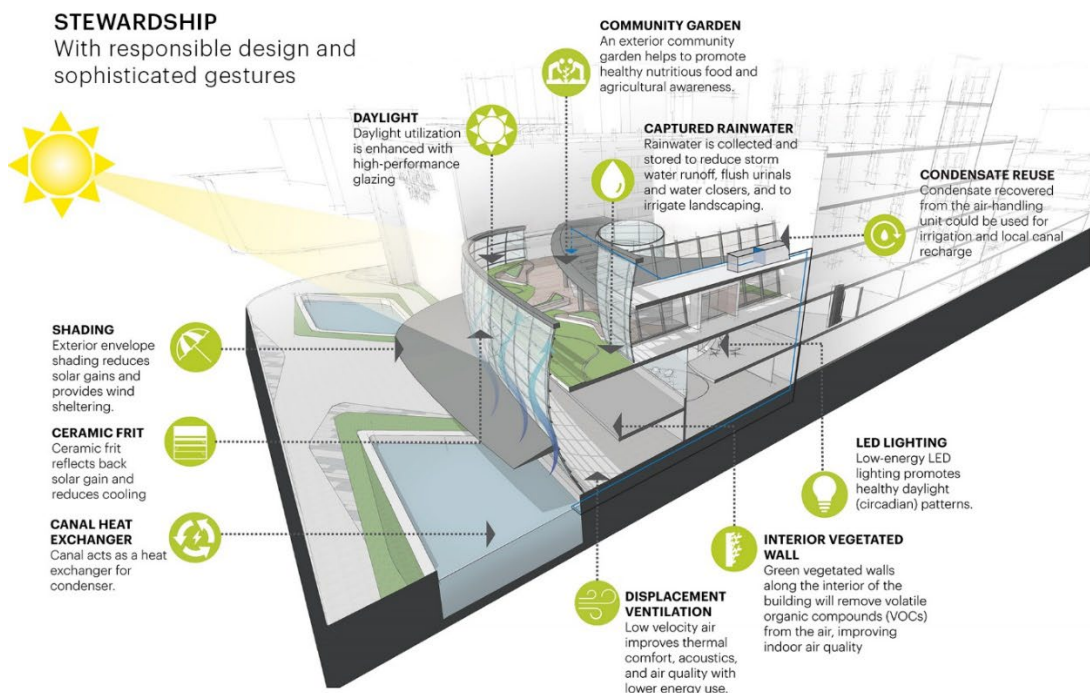 STEWARDSHIP
With responsible design and
sophisticated gestures
COMMUNITY GARDEN
An exterior community
garden helps to promote
healthy nutritious food and
agricultural awareness.
DAYLIGHT
Daylight utilization
is enhanced with
high-performance
glazing
CAPTURED RAINWATER
Rainwater is collected and
stored to reduce storm
water runoff, flush urinals
and water closers, and to
irrigate landscaping.
CONDENSATE REUSE
Condensate recovered
from the air-handling
unit could be used for
irrigation and local canal
recharge
SHADING
Exterior envelope
shading reduces
solar gains and
provides wind
sheltering.
CERAMIC FRIT
Ceramic frit
reflects back
solar gain and
reduces cooling
CANAL HEAT
EXCHANGER
Canal acts as a heat
exchanger for
condenser.
LED LIGHTING
Low-energy LED
lighting promotes
healthy daylight
(circadian) patterns.
INTERIOR VEGETATED
WALL
Green vegetated walls
along the interior of the
building will remove volatile
organic compounds (VOCs)
from the air, improving
indoor air quality
DISPLACEMENT
VENTILATION
Low velocity air
improves thermal
comfort, acoustics,
and air quality with
lower energy use.